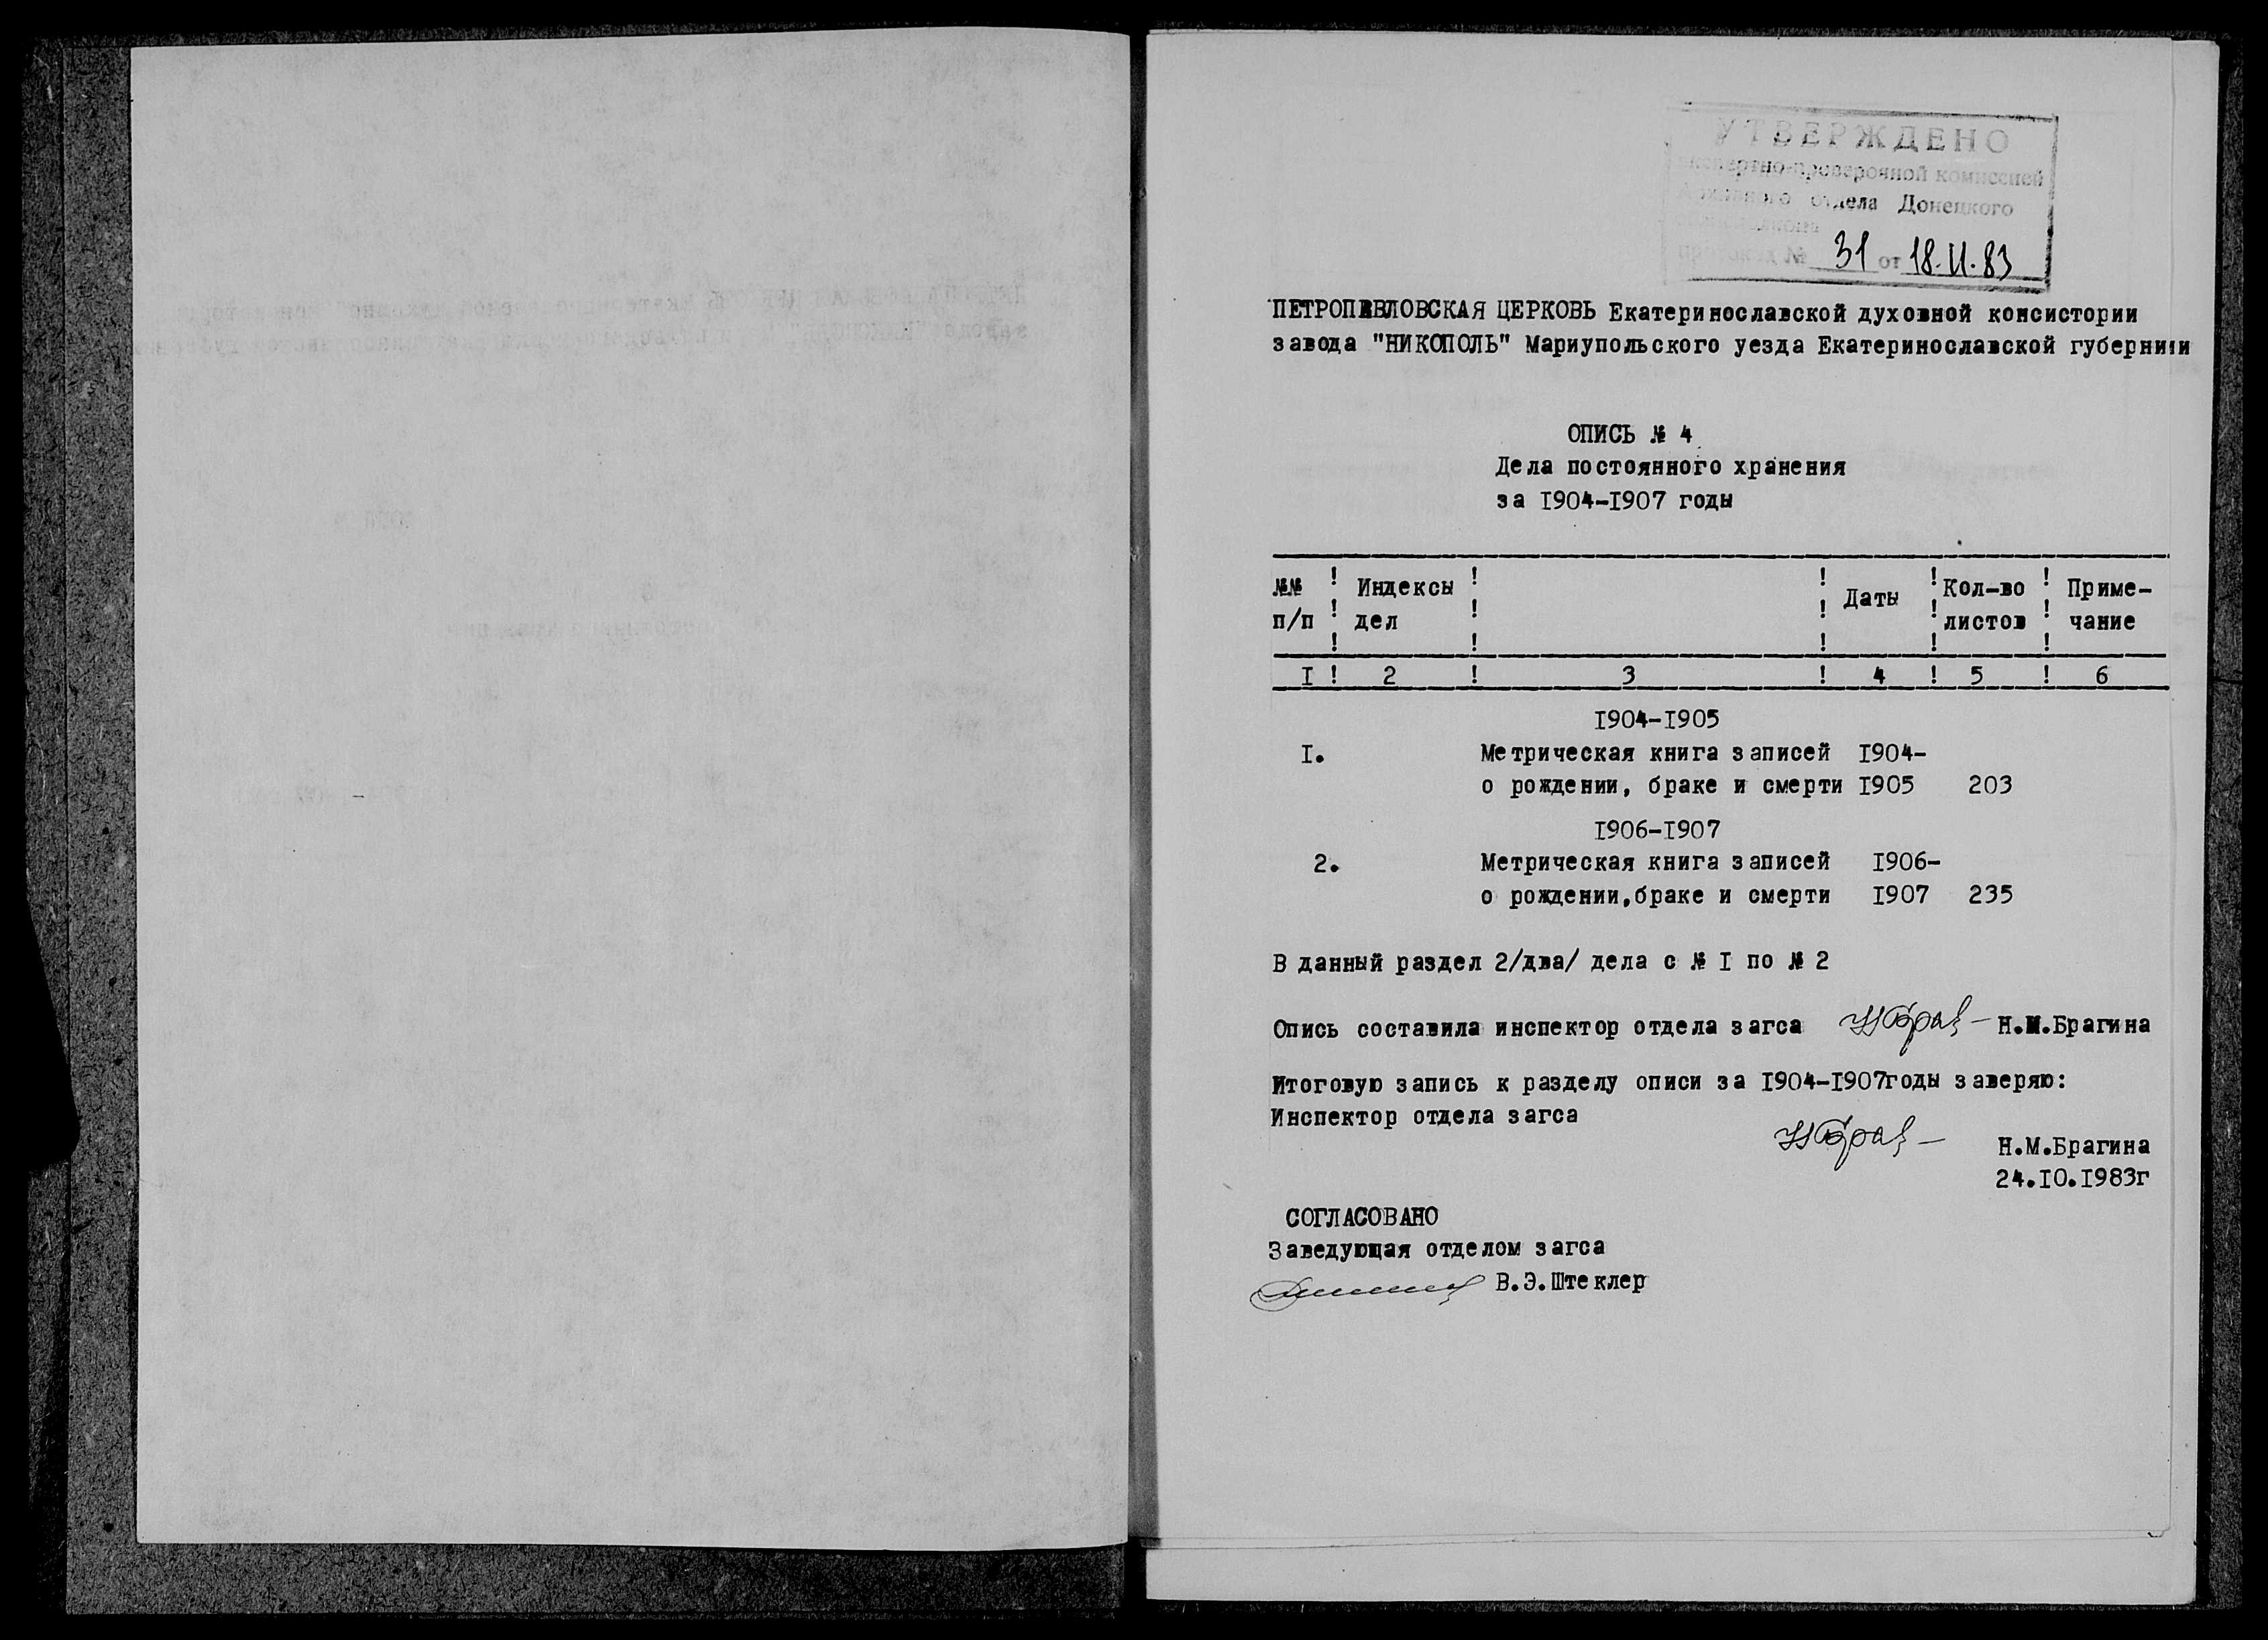 УТВЕРЖДЕНО
экспертно-проверочной комиссией
Архивного отдела Донецкого
протокол № 31 от 18.11.83
ПЕТРОПАВЛОВСКАЯ ЦЕРКОВЬ Екатеринославской духовной консистории
завода "НИКОПОЛЬ" Мариупольского уезда Екатеринославской губернии
ОПИСЬ № 4
Дела постоянного хранения
за 1904-1907 годы
№№ ! Индексы ! ! Даты ! Кол-во ! Приме-
п/п ! дел ! ! ! листов ! чание
1 ! 2 ! 3 ! 4 ! 5 ! 6
1904-1905
1. Метрическая книга записей 1904-
о рождении, браке и смерти 1905 203
1906-1907
2. Метрическая книга записей 1906-
о рождении,браке и смерти 1907 235
В данный раздел 2/два/ дела с № 1 по № 2
Опись составила инспектор отдела загса Н.М.Брагина
Итоговую запись к разделу описи за 1904-1907годы заверяю:
Инспектор отдела загса
Н.М.Брагина
24.10.1983г
СОГЛАСОВАНО
Заведующая отделом загса
В.Э.Штеклер